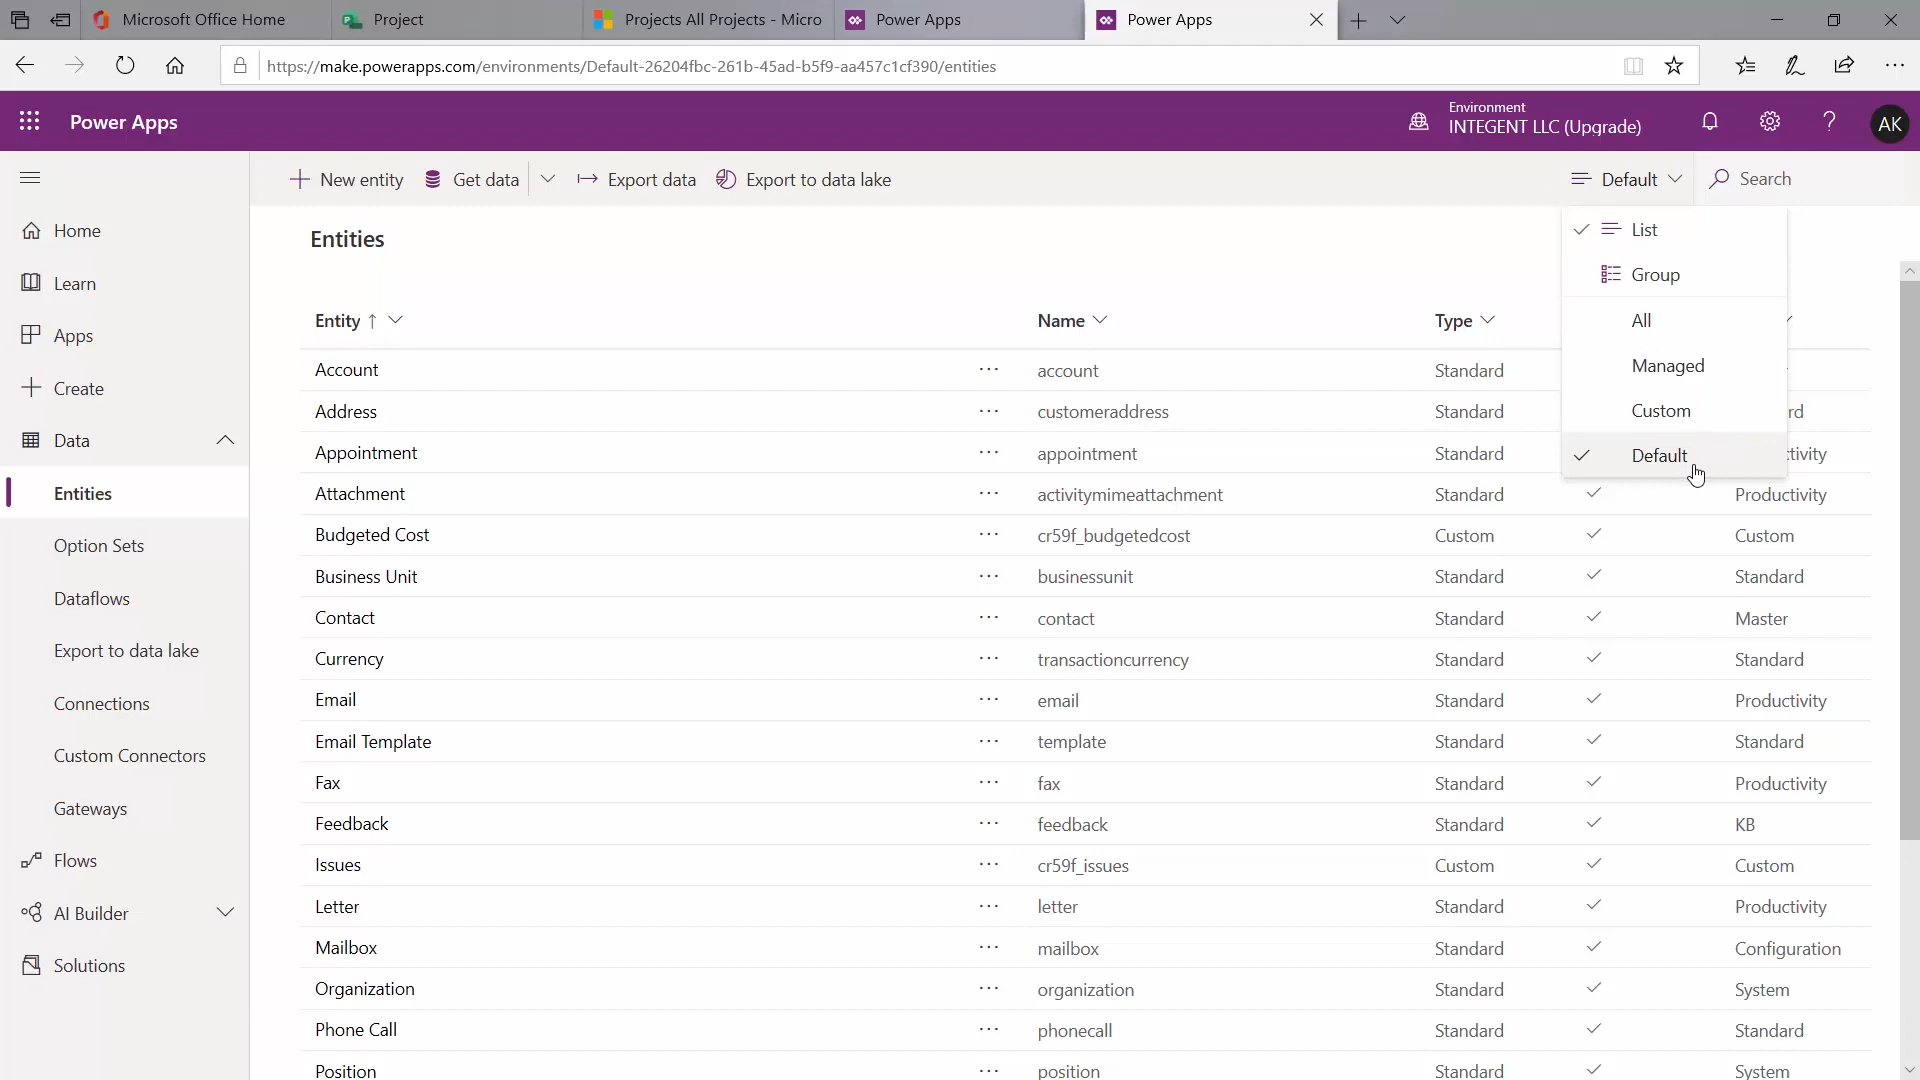 Microsoft Office Home
Project
Projects All Projects - Micro
Power Apps
Power Apps
https://make.powerapps.com/environments/Default-26204fbc-261b-45ad-b5f9-aa457c1cf390/entities
Power Apps
Environment
INTEGENT LLC (Upgrade)
AK
New entity
Get data
Export data
Export to data lake
Default
Search
Home
Learn
Apps
Create
Data
Entities
Option Sets
Dataflows
Export to data lake
Connections
Custom Connectors
Gateways
Flows
AI Builder
Solutions
List
Group
All
Managed
Custom
Default
Entities
Entity ↑ Name Type
Account ··· account Standard
Address ··· customeraddress Standard rd
Appointment ··· appointment Standard tivity
Attachment ··· activitymimeattachment Standard Productivity
Budgeted Cost ··· cr59f_budgetedcost Custom Custom
Business Unit ··· businessunit Standard Standard
Contact ··· contact Standard Master
Currency ··· transactioncurrency Standard Standard
Email ··· email Standard Productivity
Email Template ··· template Standard Standard
Fax ··· fax Standard Productivity
Feedback ··· feedback Standard KB
Issues ··· cr59f_issues Custom Custom
Letter ··· letter Standard Productivity
Mailbox ··· mailbox Standard Configuration
Organization ··· organization Standard System
Phone Call ··· phonecall Standard Standard
Position ··· position Standard System